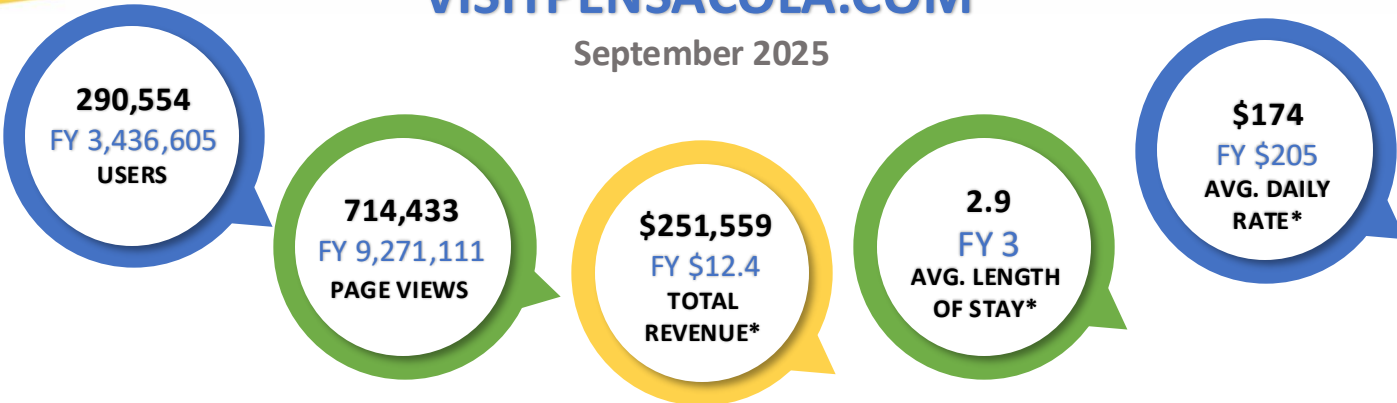 VISITPENSACOLA.COM
September 2025
290,554
FY 3,436,605
USERS
714,433
FY 9,271,111
PAGE VIEWS
$251,559
FY $12.4
TOTAL
REVENUE*
2.9
FY 3
AVG. LENGTH
OF STAY*
$174
FY $205
AVG. DAILY
RATE*